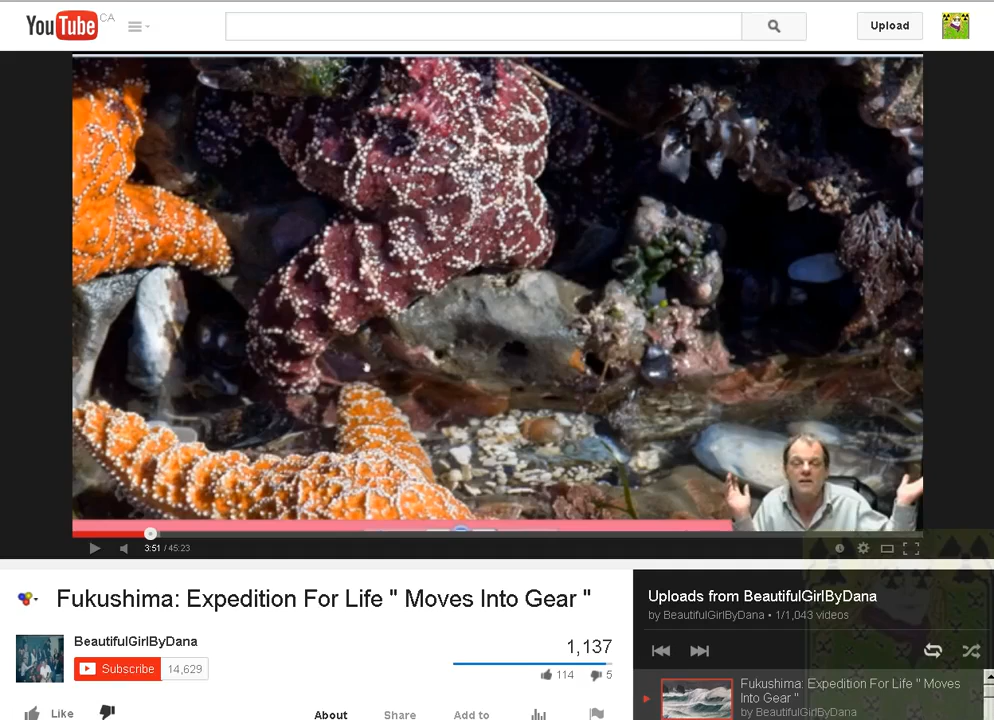 YouTube CA
Upload
3:51 / 45:23
Fukushima: Expedition For Life " Moves Into Gear "
BeautifulGirlByDana
Subscribe 14,629
1,137
114 5
Like
About Share Add to
Uploads from BeautifulGirlByDana
by BeautifulGirlByDana • 1/1,043 videos
Fukushima: Expedition For Life " Moves
Into Gear "
by BeautifulGirlByDana